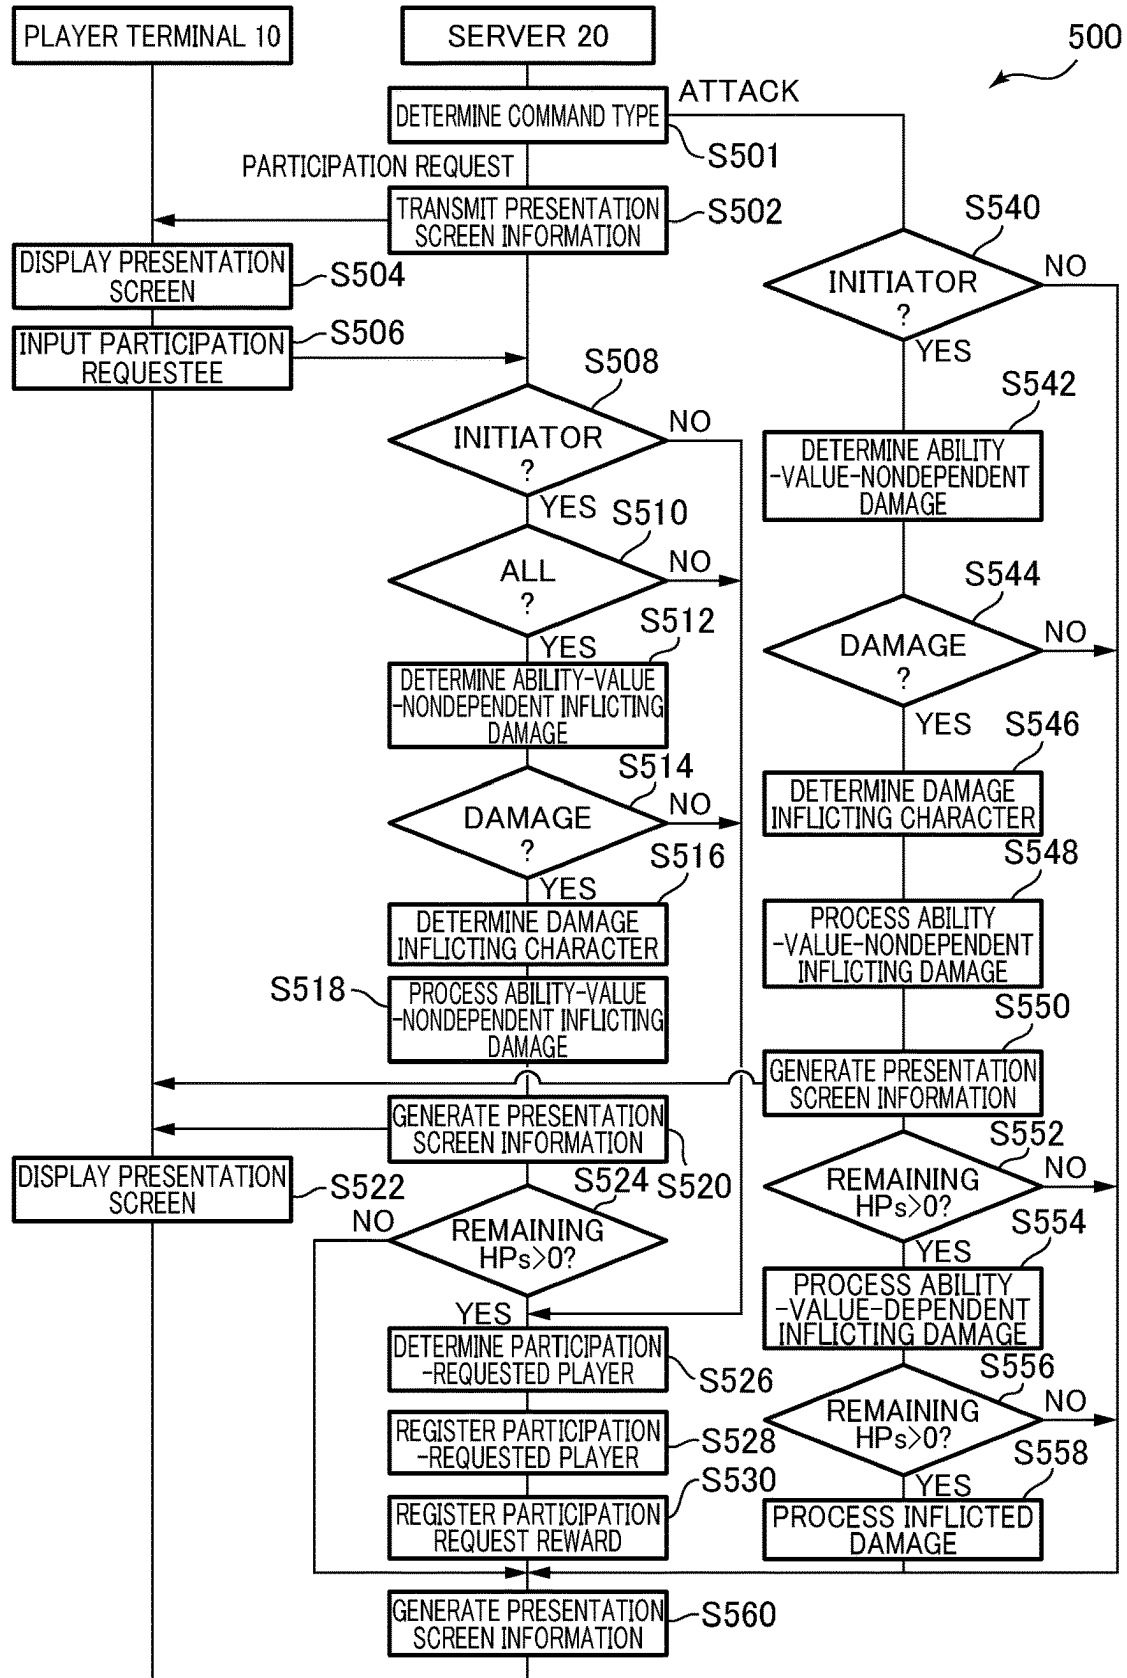 PLAYER TERMINAL 10
SERVER 20
500
DETERMINE COMMAND TYPE
S501
ATTACK
PARTICIPATION REQUEST
TRANSMIT PRESENTATION
SCREEN INFORMATION
S502
DISPLAY PRESENTATION
SCREEN
S504
INPUT PARTICIPATION
REQUESTEE
S506
INITIATOR
?
S508
NO
YES
ALL
?
S510
NO
YES
DETERMINE ABILITY-VALUE
-NONDEPENDENT INFLICTING
DAMAGE
S512
DAMAGE
?
S514
NO
YES
DETERMINE DAMAGE
INFLICTING CHARACTER
S516
PROCESS ABILITY-VALUE
-NONDEPENDENT INFLICTING
DAMAGE
S518
GENERATE PRESENTATION
SCREEN INFORMATION
S520
DISPLAY PRESENTATION
SCREEN
S522
REMAINING
HPs>0?
S524
NO
YES
DETERMINE PARTICIPATION
-REQUESTED PLAYER
S526
REGISTER PARTICIPATION
-REQUESTED PLAYER
S528
REGISTER PARTICIPATION
REQUEST REWARD
S530
INITIATOR
?
S540
NO
YES
DETERMINE ABILITY
-VALUE-NONDEPENDENT
DAMAGE
S542
DAMAGE
?
S544
NO
YES
DETERMINE DAMAGE
INFLICTING CHARACTER
S546
PROCESS ABILITY
-VALUE-NONDEPENDENT
INFLICTING DAMAGE
S548
GENERATE PRESENTATION
SCREEN INFORMATION
S550
REMAINING
HPs>0?
S552
NO
YES
PROCESS ABILITY
-VALUE-DEPENDENT
INFLICTING DAMAGE
S554
REMAINING
HPs>0?
S556
NO
YES
PROCESS INFLICTED
DAMAGE
S558
GENERATE PRESENTATION
SCREEN INFORMATION
S560